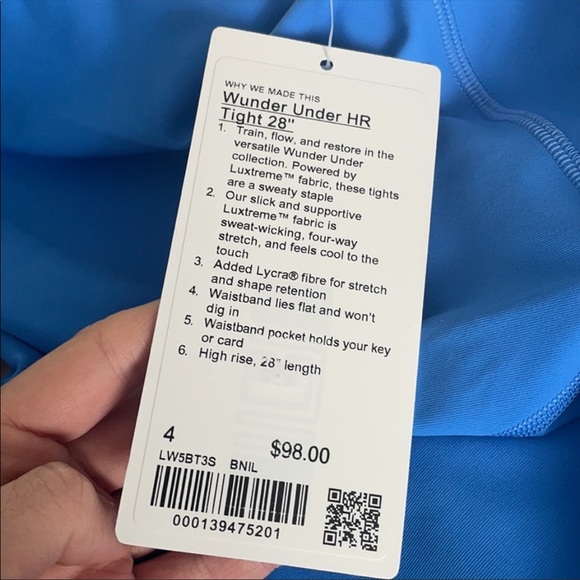 WHY WE MADE THIS
Wunder Under HR
Tight 28"
1. Train, flow, and restore in the
versatile Wunder Under
collection. Powered by
Luxtreme™ fabric, these tights
are a sweaty staple
2. Our slick and supportive
Luxtreme™ fabric is
sweat-wicking, four-way
stretch, and feels cool to the
touch
3. Added Lycra® fibre for stretch
and shape retention
4. Waistband lies flat and won't
dig in
5. Waistband pocket holds your key
or card
6. High rise, 28" length
4 $98.00
LW5BT3S BNIL
000139475201